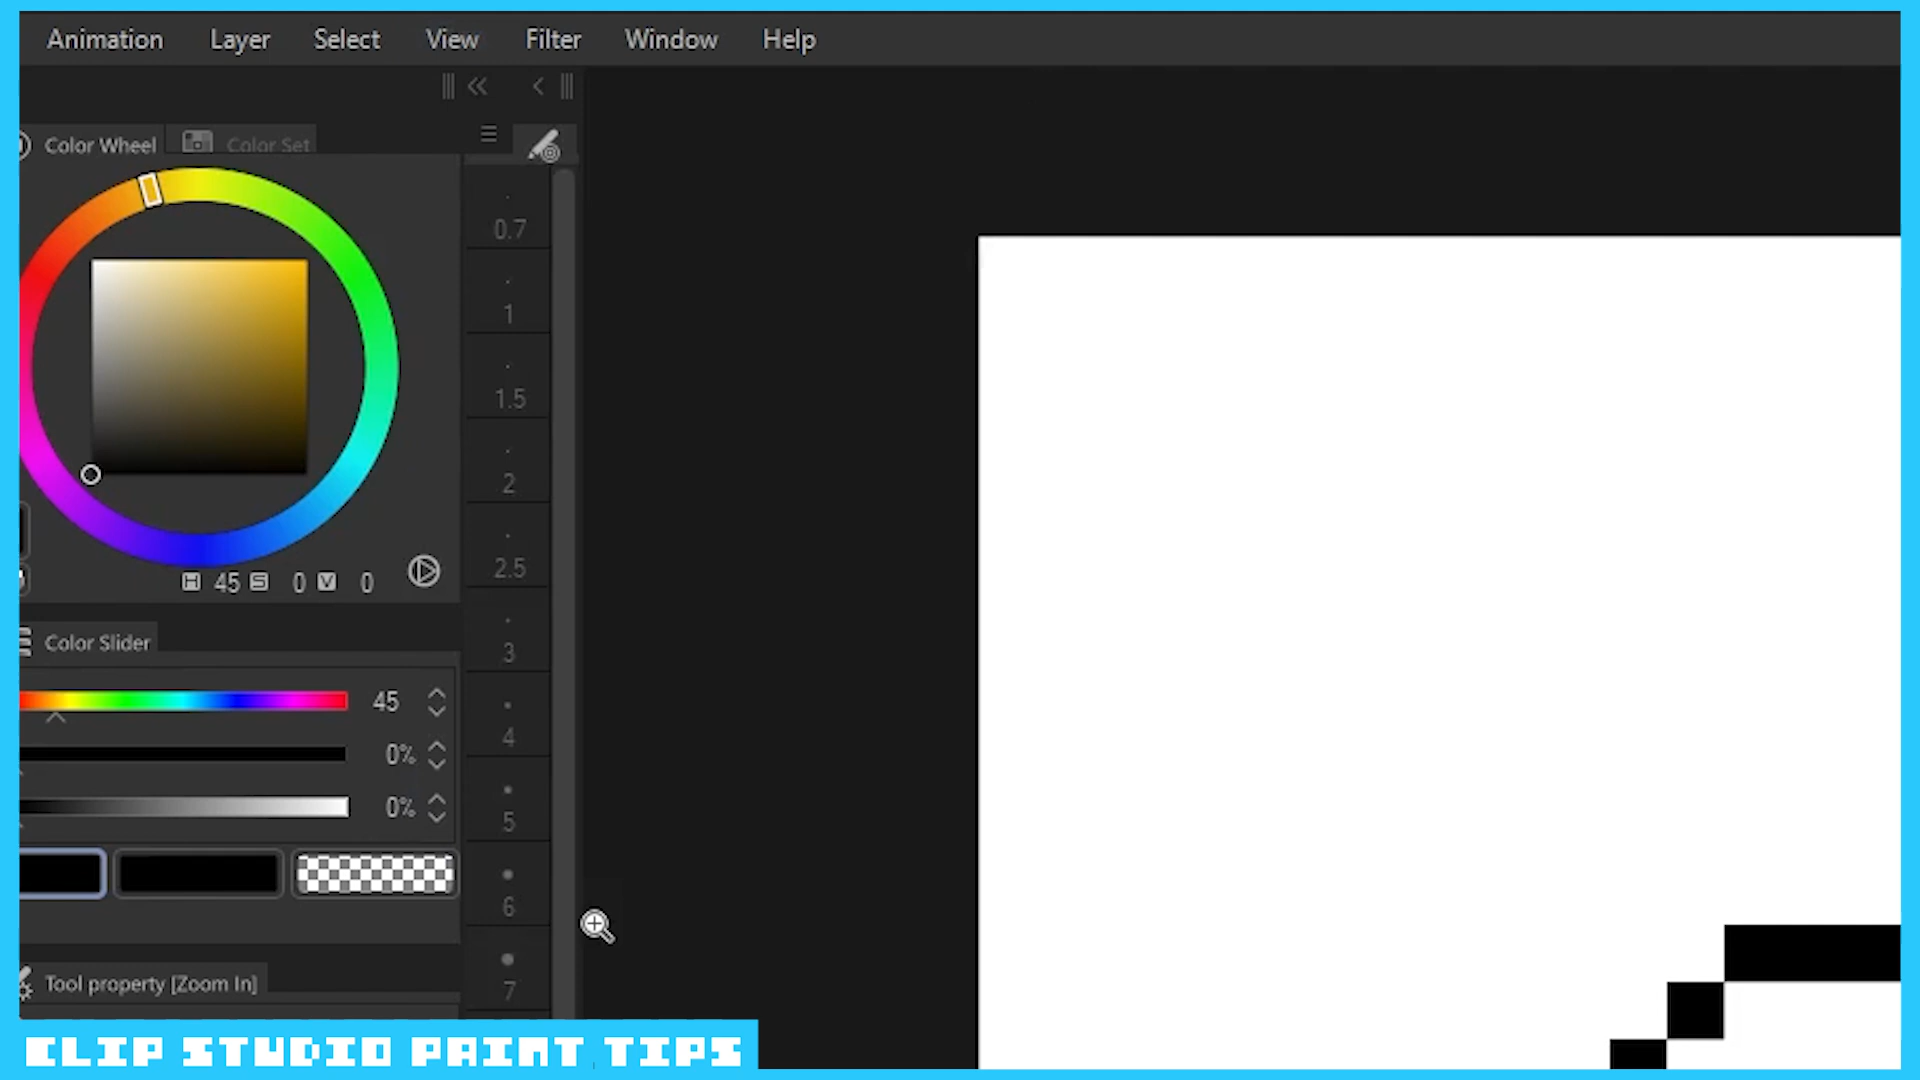 Animation Layer Select View Filter Window Help
Color Wheel Color Set
0.7
1
1.5
2
2.5
3
4
5
6
7
H 45 S 0 V 0
Color Slider
45
0%
0%
Tool property [Zoom In]
CLIP STUDIO PAINT TIPS